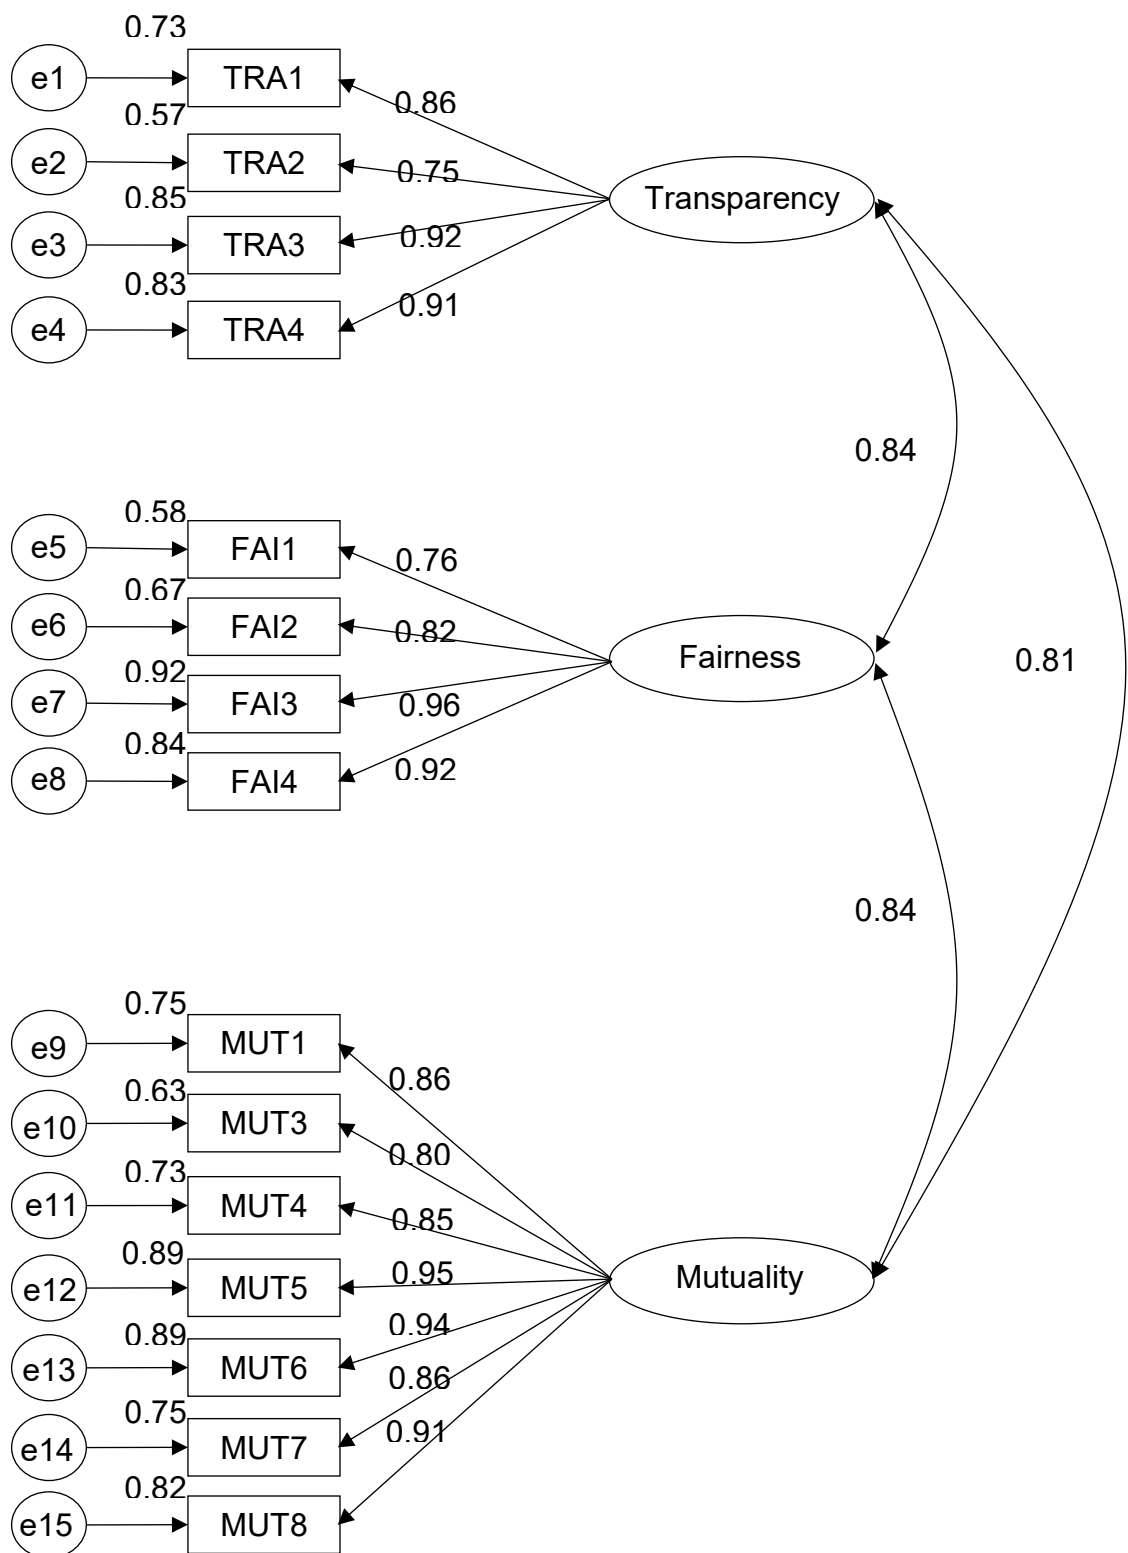 0.73
e1 TRA1
0.86
0.57
e2 TRA2
0.75
Transparency
0.85
e3 TRA3
0.92
0.83
e4 TRA4
0.91
0.84
0.58
e5 FAI1
0.76
0.67
e6 FAI2
0.82
Fairness
0.81
0.92
e7 FAI3
0.96
0.84
e8 FAI4
0.92
0.84
0.75
e9 MUT1
0.86
0.63
e10 MUT3
0.80
0.73
e11 MUT4
0.85
0.89
e12 MUT5
0.95
Mutuality
0.89
e13 MUT6
0.94
0.75
e14 MUT7
0.86
0.82
e15 MUT8
0.91